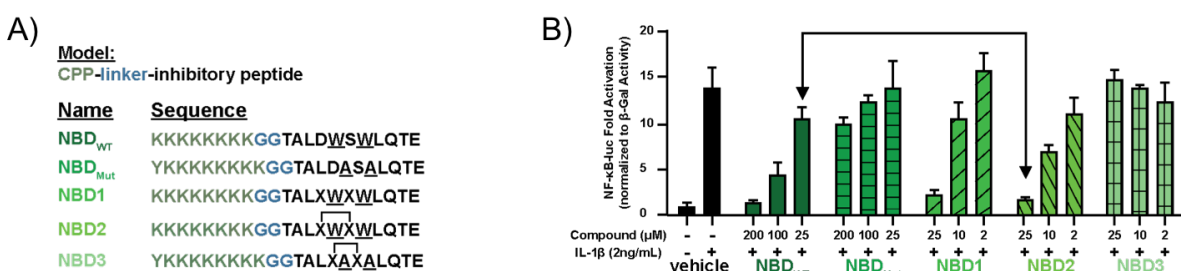 A)
Model:
CPP-linker-inhibitory peptide
Name Sequence
NBDWT KKKKKKKKGGTALDWSWLQTE
NBDMut YKKKKKKKKGGTALDASALQTE
NBD1 YKKKKKKKKGGTALXWXWLQTE
NBD2 YKKKKKKKKGGTALXWXWLQTE
NBD3 YKKKKKKKKGGTALXAXALQTE
B)
NF-κB-luc Fold Activation
(normalized to β-Gal Activity)
20
15
10
5
0
Compound (μM) - - 200 100 25 200 100 25 25 10 2 25 10 2 25 10 2
IL-1β (2ng/mL) - + + + + + + + + + + + + + + + +
vehicle NBD1 NBD2 NBD3